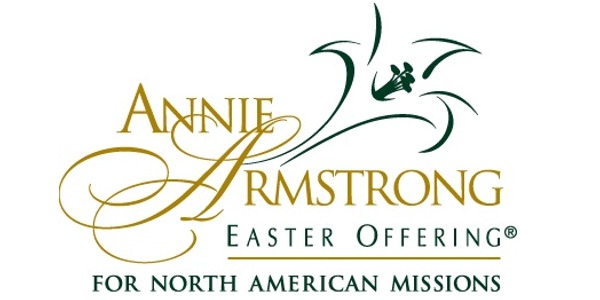 ANNIE
ARMSTRONG
EASTER OFFERING®
FOR NORTH AMERICAN MISSIONS